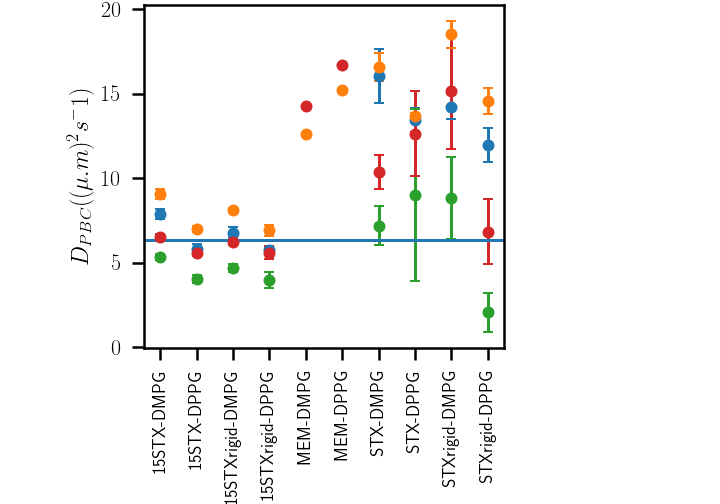 20
15
10
5
0
D_{PBC}((μ.m)^2 s^-1)
15STX-DMPG
15STX-DPPG
15STXrigid-DMPG
15STXrigid-DPPG
MEM-DMPG
MEM-DPPG
STX-DMPG
STX-DPPG
STXrigid-DMPG
STXrigid-DPPG